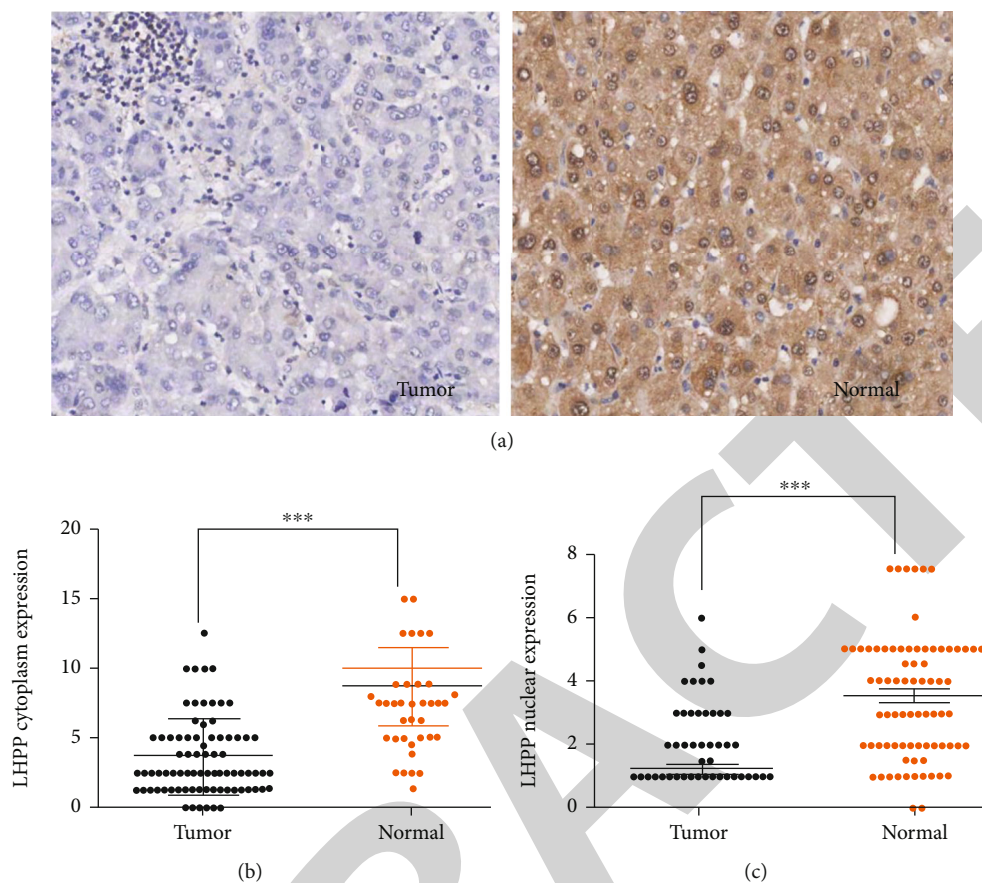 Tumor
Normal
(a)
***
20
15
10
5
0
LHPP cytoplasm expression
Tumor
Normal
(b)
***
8
6
4
2
0
LHPP nuclear expression
Tumor
Normal
(c)